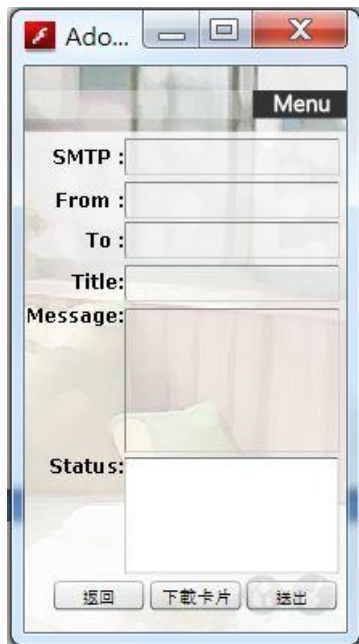 Ado...
Menu
SMTP :
From :
To :
Title:
Message:
Status:
返回 下載卡片 送出